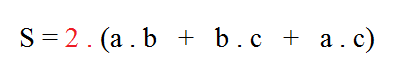 S = 2 . (a . b + b . c + a . c)